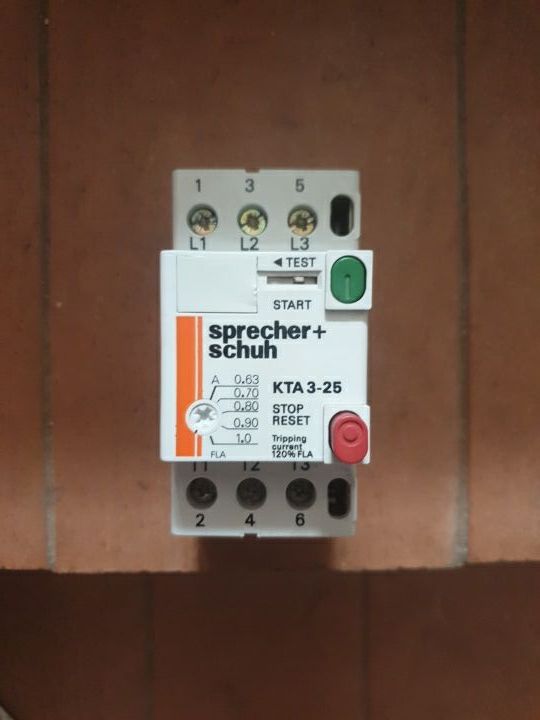 1 3 5
L1 L2 L3
◄ TEST
START
sprecher+
schuh
A 0.63
0.70
0.80
0.90
1.0
FLA
KTA 3-25
STOP
RESET
Tripping
current
120% FLA
T1 T2 T3
2 4 6